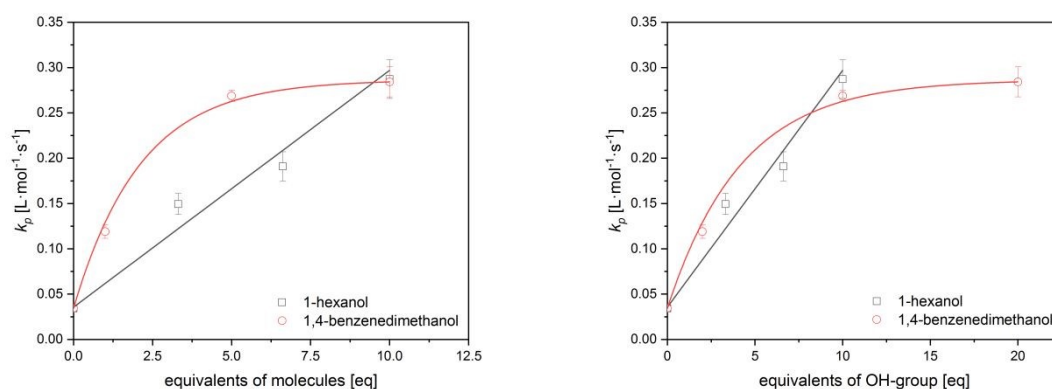 0.35
0.30
0.25
0.20
0.15
0.10
0.05
0.00
k_p [L·mol⁻¹·s⁻¹]
0.0 2.5 5.0 7.5 10.0 12.5
equivalents of molecules [eq]
1-hexanol
1,4-benzenedimethanol
0.35
0.30
0.25
0.20
0.15
0.10
0.05
0.00
k_p [L·mol⁻¹·s⁻¹]
0 5 10 15 20
equivalents of OH-group [eq]
1-hexanol
1,4-benzenedimethanol